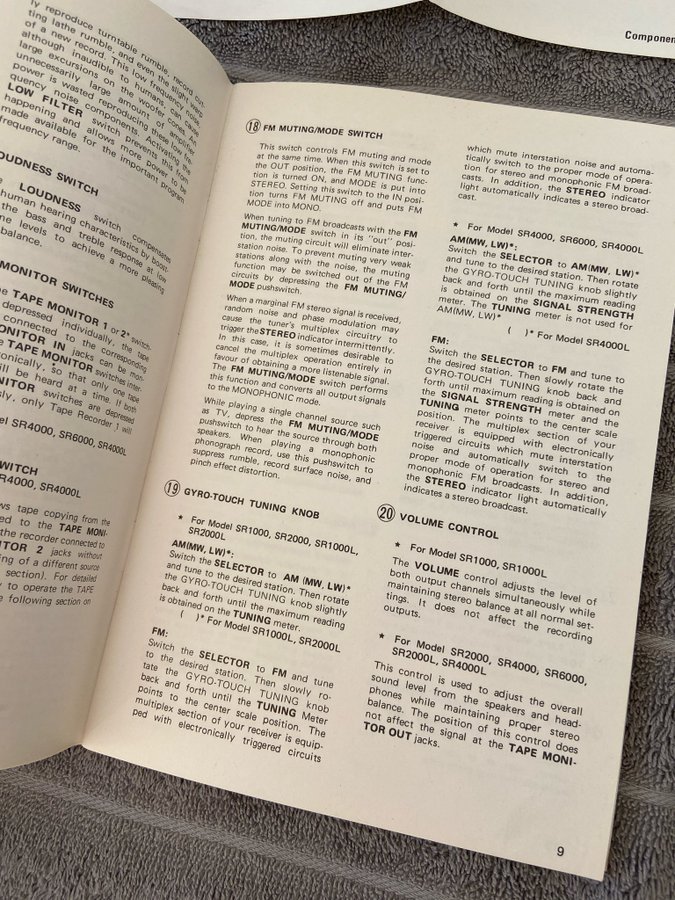 ly reproduce turntable rumble, record cut-
ting lathe rumble, and even the slight warp
of a new record. This low frequency noise,
although inaudible to humans, can cause
large excursions on the woofer cones. An
unnecessarily large amount of amplifier
power is wasted reproducing these low fre-
quency noise components. Activating the
LOW FILTER switch prevents this from
happening and allows more power to be
made available for the important program
frequency range.
OUDNESS SWITCH
LOUDNESS switch compensates
human hearing characteristics by boost-
the bass and treble response at low
ne levels to achieve a more pleasing
balance.
MONITOR SWITCHES
e TAPE MONITOR 1 or 2* switch-
depressed individually, the tape
connected to the corresponding
ONITOR IN jacks can be mon-
e TAPE MONITOR switches inter-
ronically, so that only one tape
will be heard at a time. If both
NITOR switches are depressed
sly, only Tape Recorder 1 will
el SR4000, SR6000, SR4000L
WITCH
R4000, SR4000L
ws tape copying from the
ed to the TAPE MONI-
the recorder connected to
ITOR 2 jacks without
ing of a different source
section). For detailed
y to operate the TAPE
e following section on
Componen
18 FM MUTING/MODE SWITCH
This switch controls FM muting and mode
at the same time. When this switch is set to
the OUT position, the FM MUTING func-
tion is turned ON, and MODE is put into
STEREO. Setting this switch to the IN posi-
tion turns FM MUTING off and puts FM
MODE into MONO.
When tuning to FM broadcasts with the FM
MUTING/MODE switch in its "out" posi-
tion, the muting circuit will eliminate inter-
station noise. To prevent muting very weak
stations along with the noise, the muting
function may be switched out of the FM
circuits by depressing the FM MUTING/
MODE pushswitch.
When a marginal FM stereo signal is received,
random noise and phase modulation may
cause the tuner's multiplex circuitry to
trigger the STEREO indicator intermittently.
In this case, it is sometimes desirable to
cancel the multiplex operation entirely in
favour of obtaining a more listenable signal.
The FM MUTING/MODE switch performs
this function and converts all output signals
to the MONOPHONIC mode.
While playing a single channel source such
as TV, depress the FM MUTING/MODE
pushswitch to hear the source through both
speakers. When playing a monophonic
phonograph record, use this pushswitch to
suppress rumble, record surface noise, and
pinch effect distortion.
19 GYRO-TOUCH TUNING KNOB
★ For Model SR1000, SR2000, SR1000L,
SR2000L
AM(MW, LW)*:
Switch the SELECTOR to AM (MW, LW)*
and tune to the desired station. Then rotate
the GYRO-TOUCH TUNING knob slightly
back and forth until the maximum reading
is obtained on the TUNING meter.
( )* For Model SR1000L, SR2000L
FM:
Switch the SELECTOR to FM and tune
to the desired station. Then slowly ro-
tate the GYRO-TOUCH TUNING knob
back and forth until the TUNING Meter
points to the center scale position. The
multiplex section of your receiver is equip-
ped with electronically triggered circuits
which mute interstation noise and automa-
tically switch to the proper mode of opera-
tion for stereo and monophonic FM broad-
casts. In addition, the STEREO indicator
light automatically indicates a stereo broad-
cast.
★ For Model SR4000, SR6000, SR4000L
AM(MW, LW)*:
Switch the SELECTOR to AM(MW, LW)*
and tune to the desired station. Then rotate
the GYRO-TOUCH TUNING knob slightly
back and forth until the maximum reading
is obtained on the SIGNAL STRENGTH
meter. The TUNING meter is not used for
AM(MW, LW)*
( )* For Model SR4000L
FM:
Switch the SELECTOR to FM and tune to
the desired station. Then slowly rotate the
GYRO-TOUCH TUNING knob back and
forth until maximum reading is obtained on
the SIGNAL STRENGTH meter and the
TUNING meter points to the center scale
position. The multiplex section of your
receiver is equipped with electronically
triggered circuits which mute interstation
noise and automatically switch to the
proper mode of operation for stereo and
monophonic FM broadcasts. In addition,
the STEREO indicator light automatically
indicates a stereo broadcast.
20 VOLUME CONTROL
★ For Model SR1000, SR1000L
The VOLUME control adjusts the level of
both output channels simultaneously while
maintaining stereo balance at all normal set-
tings. It does not affect the recording
outputs.
★ For Model SR2000, SR4000, SR6000,
SR2000L, SR4000L
This control is used to adjust the overall
sound level from the speakers and head-
phones while maintaining proper stereo
balance. The position of this control does
not affect the signal at the TAPE MONI-
TOR OUT jacks.
9